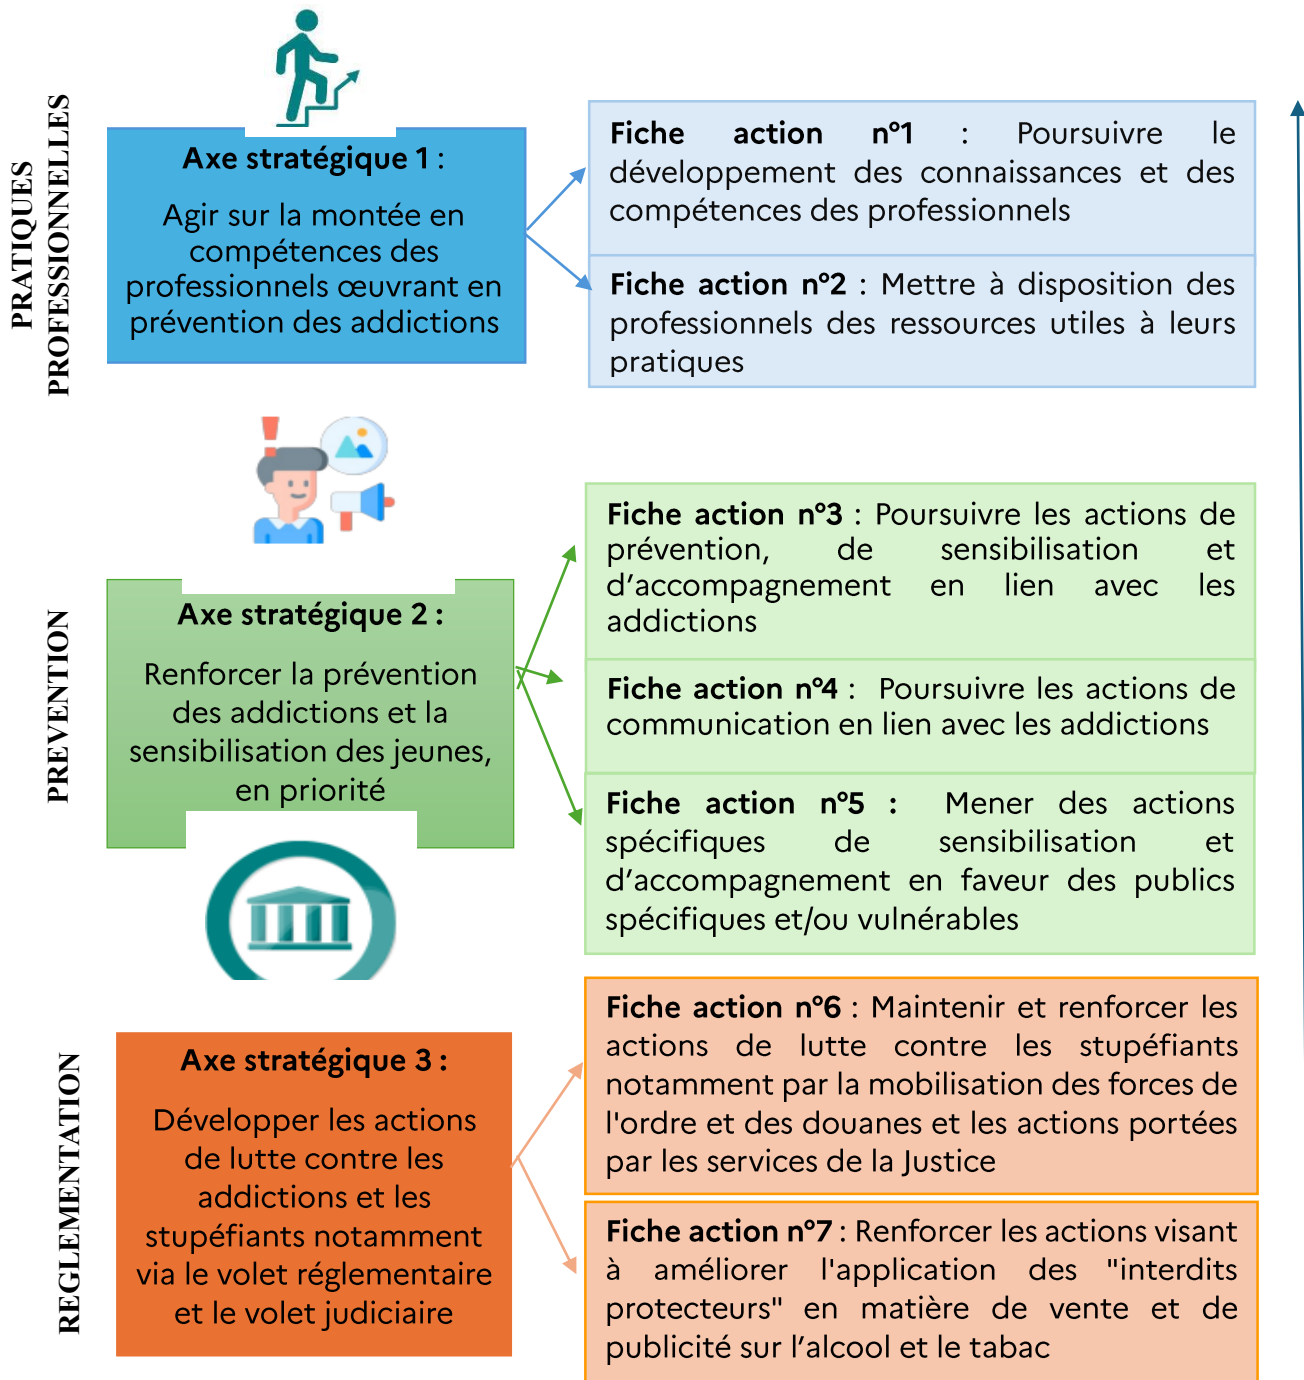 PRATIQUES
PROFESSIONNELLES
Axe stratégique 1 :
Agir sur la montée en
compétences des
professionnels œuvrant en
prévention des addictions
Fiche action n°1 : Poursuivre le
développement des connaissances et des
compétences des professionnels
Fiche action n°2 : Mettre à disposition des
professionnels des ressources utiles à leurs
pratiques
PREVENTION
Axe stratégique 2 :
Renforcer la prévention
des addictions et la
sensibilisation des jeunes,
en priorité
Fiche action n°3 : Poursuivre les actions de
prévention, de sensibilisation et
d’accompagnement en lien avec les
addictions
Fiche action n°4 : Poursuivre les actions de
communication en lien avec les addictions
Fiche action n°5 : Mener des actions
spécifiques de sensibilisation et
d’accompagnement en faveur des publics
spécifiques et/ou vulnérables
REGLEMENTATION
Axe stratégique 3 :
Développer les actions
de lutte contre les
addictions et les
stupéfiants notamment
via le volet réglementaire
et le volet judiciaire
Fiche action n°6 : Maintenir et renforcer les
actions de lutte contre les stupéfiants
notamment par la mobilisation des forces de
l'ordre et des douanes et les actions portées
par les services de la Justice
Fiche action n°7 : Renforcer les actions visant
à améliorer l'application des "interdits
protecteurs" en matière de vente et de
publicité sur l’alcool et le tabac